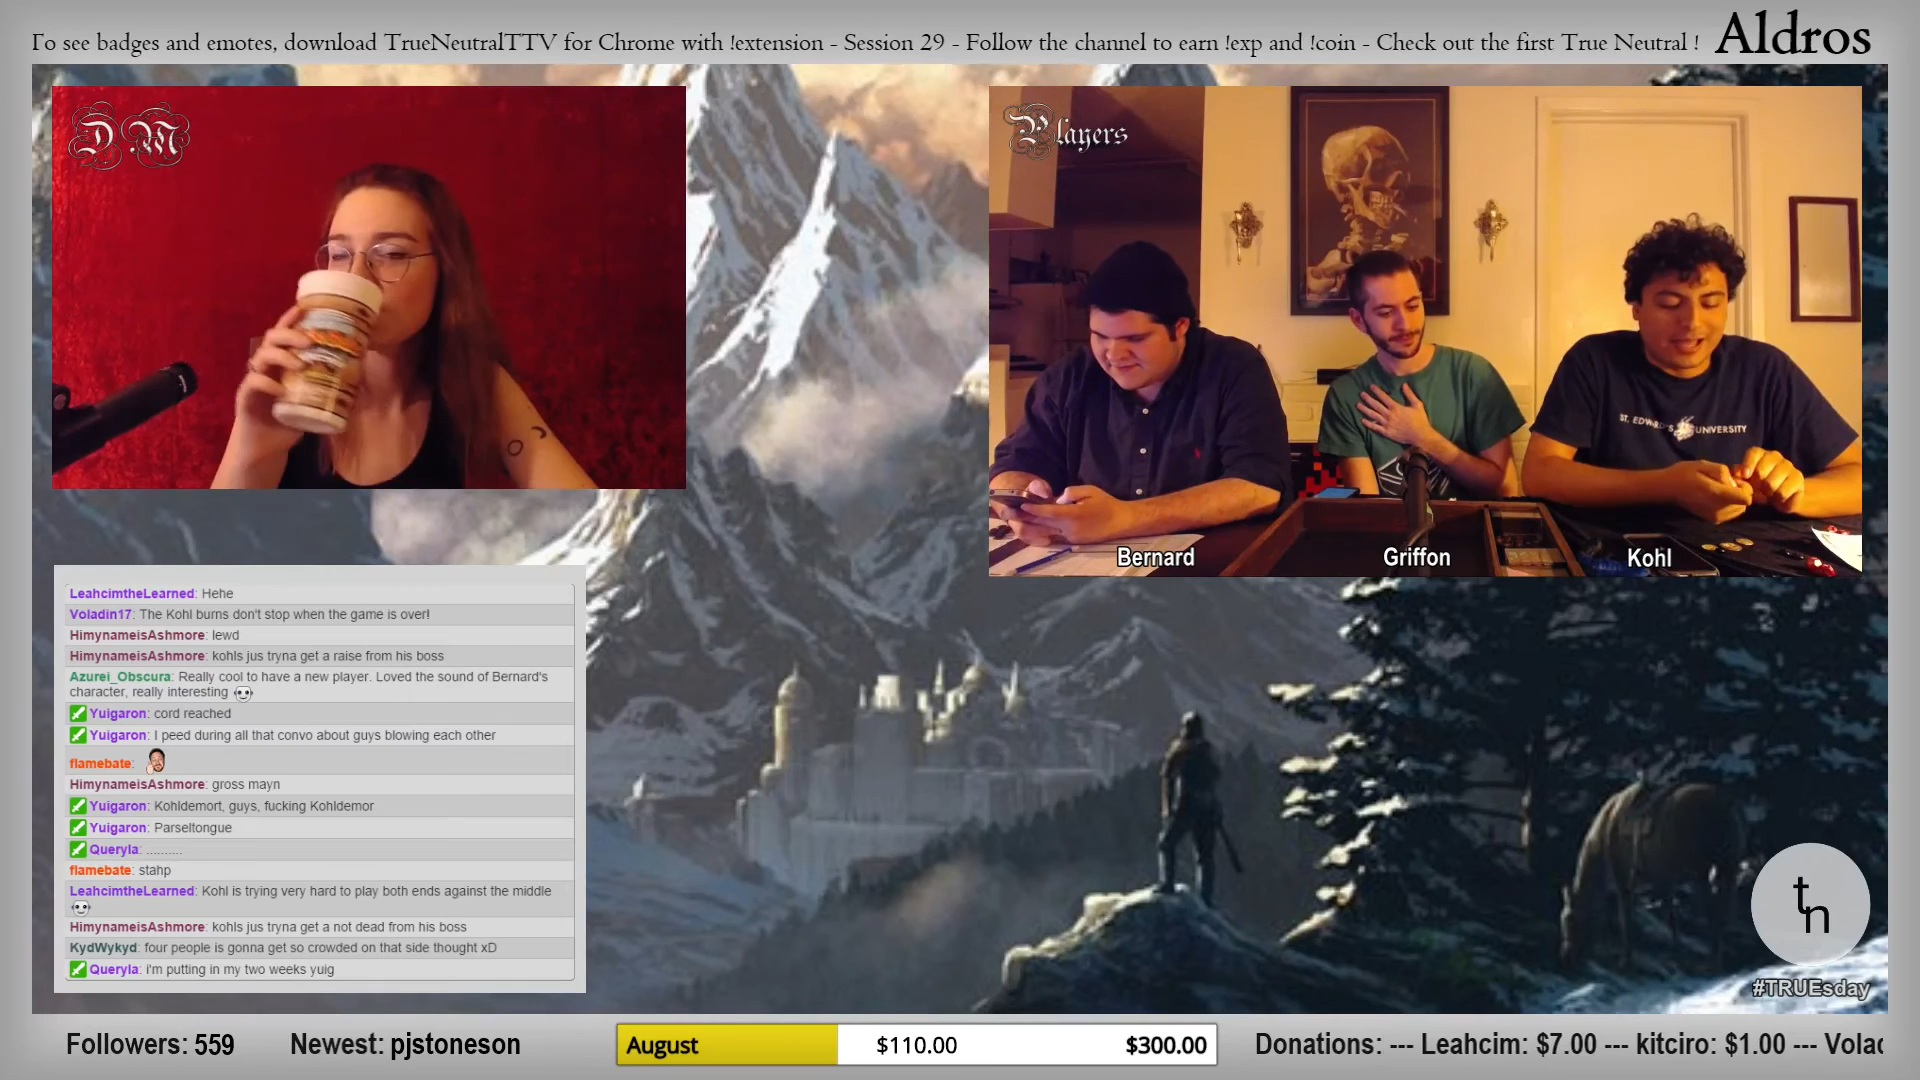 To see badges and emotes, download TrueNeutralTTV for Chrome with !extension - Session 29 - Follow the channel to earn !exp and !coin - Check out the first True Neutral !
Aldros
DM
Players
ST. EDWARD'S UNIVERSITY
Bernard
Griffon
Kohl
LeahcimtheLearned: Hehe
Voladin17: The Kohl burns don't stop when the game is over!
HimynameisAshmore: lewd
HimynameisAshmore: kohls jus tryna get a raise from his boss
Azurei_Obscura: Really cool to have a new player. Loved the sound of Bernard's
character, really interesting
Yuigaron: cord reached
Yuigaron: I peed during all that convo about guys blowing each other
flamebate:
HimynameisAshmore: gross mayn
Yuigaron: Kohldemort, guys, fucking Kohldemor
Yuigaron: Parseltongue
Queryla: ..........
flamebate: stahp
LeahcimtheLearned: Kohl is trying very hard to play both ends against the middle
HimynameisAshmore: kohls jus tryna get a not dead from his boss
KydWykyd: four people is gonna get so crowded on that side thought xD
Queryla: i'm putting in my two weeks yuig
tn
#TRUEsday
Followers: 559
Newest: pjstoneson
August $110.00 $300.00
Donations: --- Leahcim: $7.00 --- kitciro: $1.00 --- Volad